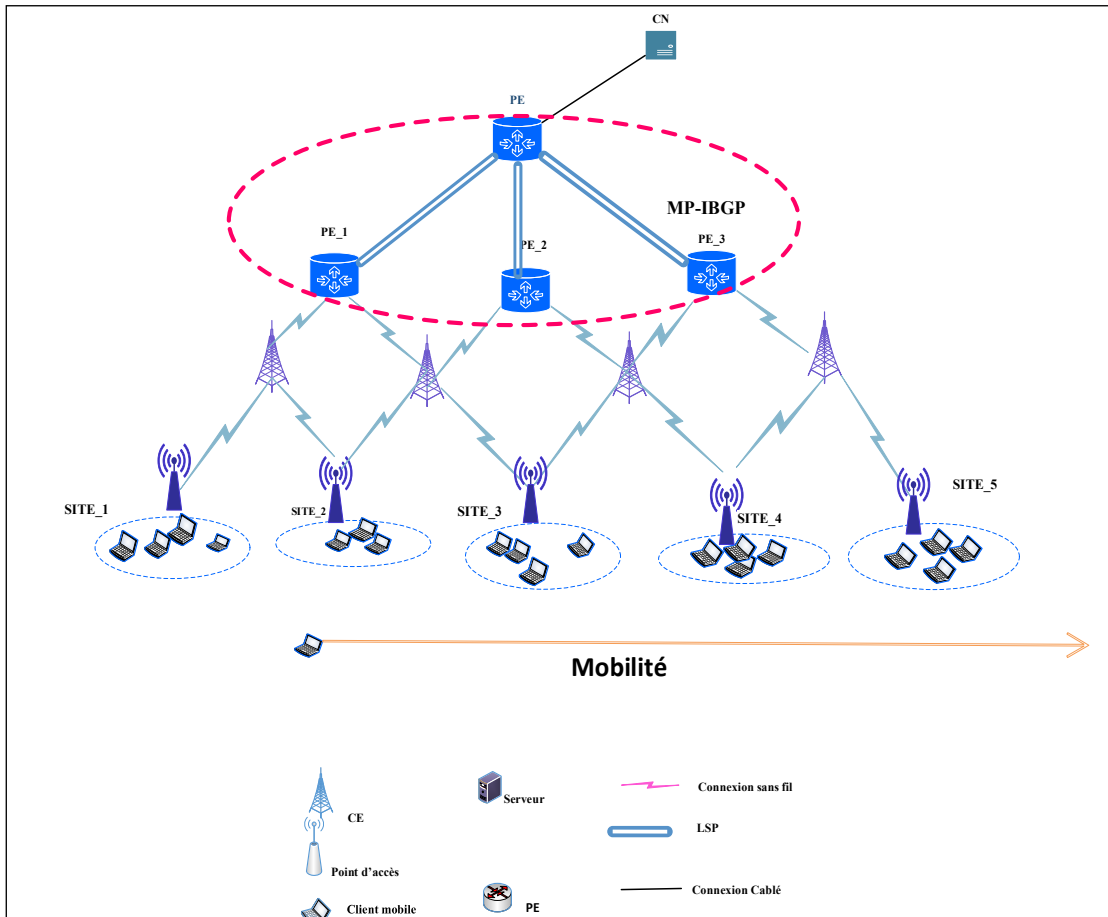 CN
PE
MP-IBGP
PE_1
PE_2
PE_3
SITE_1
SITE_2
SITE_3
SITE_4
SITE_5
Mobilité
CE
Serveur
Connexion sans fil
LSP
Point d'accès
Client mobile
PE
Connexion Cablé